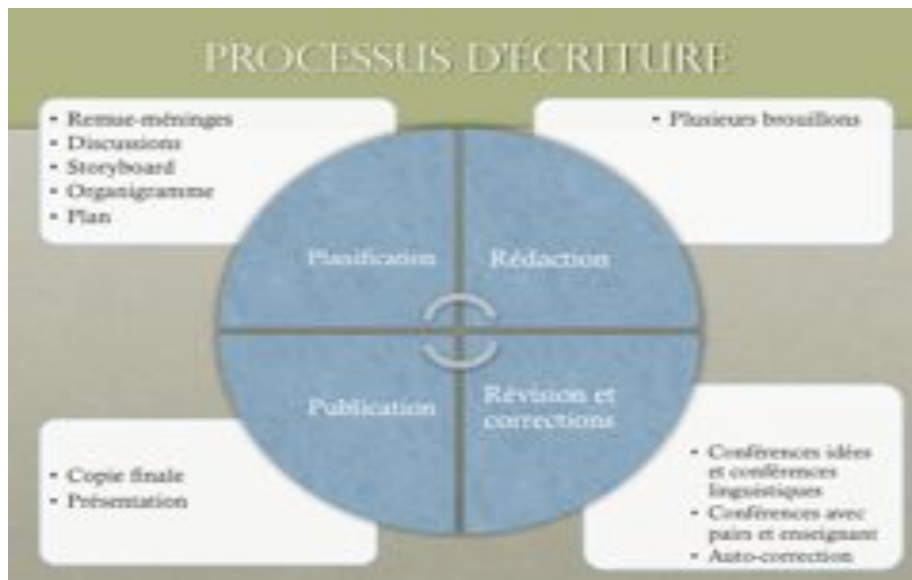 PROCESSUS D'ÉCRITURE
• Remue-méninges
• Discussions
• Storyboard
• Organigramme
• Plan
• Plusieurs brouillons
Planification
Rédaction
Publication
Révision et
corrections
• Copie finale
• Présentation
• Conférences idées
et conférences
linguistiques
• Conférences avec
pairs et enseignant
• Auto-correction